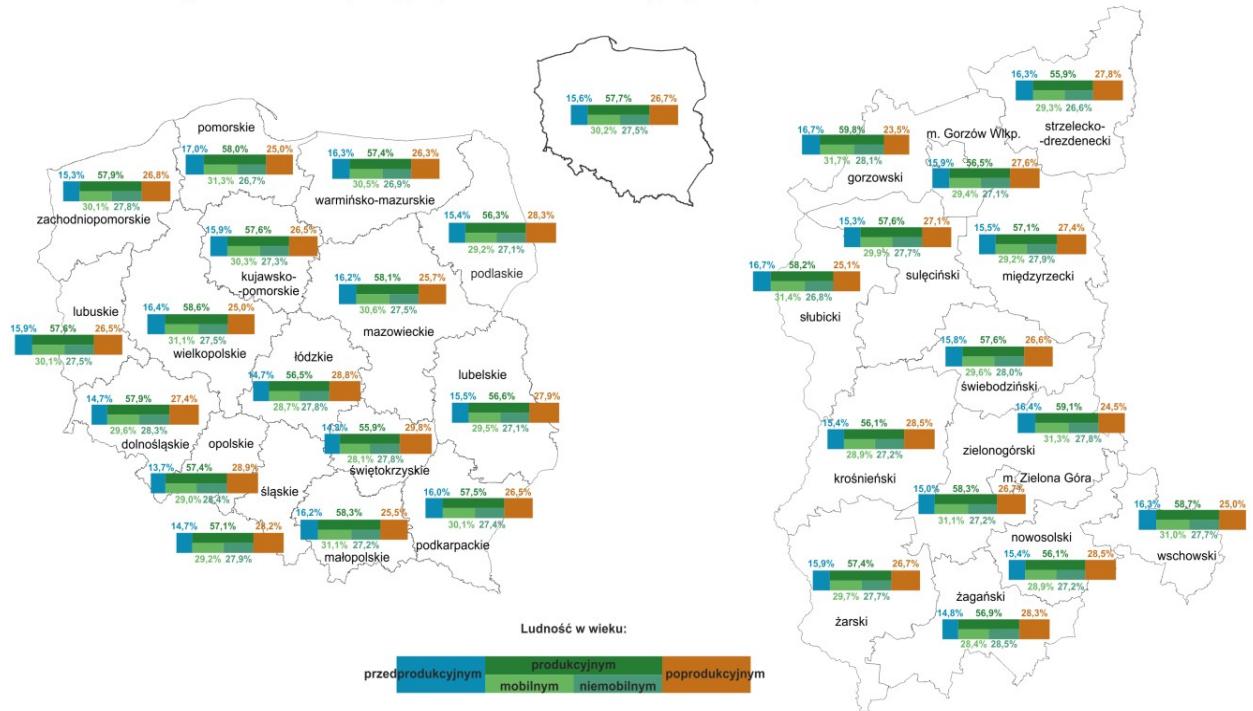 15,6% 57,7% 26,7%
30,2% 27,5%
pomorskie
17,0% 58,0% 25,0%
31,3% 26,7%
16,3% 57,4% 26,3%
30,5% 26,9%
warmińsko-mazurskie
15,3% 57,9% 26,8%
30,1% 27,8%
zachodniopomorskie
15,4% 56,3% 28,3%
29,2% 27,1%
podlaskie
15,9% 57,6% 26,5%
30,3% 27,3%
kujawsko-
-pomorskie
16,2% 58,1% 25,7%
30,6% 27,5%
mazowieckie
lubuskie
15,9% 57,6% 26,5%
30,1% 27,5%
16,4% 58,6% 25,0%
31,1% 27,5%
wielkopolskie
łódzkie
14,7% 56,5% 28,8%
28,7% 27,8%
lubelskie
15,5% 56,6% 27,9%
29,5% 27,1%
14,7% 57,9% 27,4%
29,6% 28,3%
dolnośląskie
opolskie
13,7% 57,4% 28,9%
29,0% 28,4%
55,9% 29,8%
28,1% 27,8%
świętokrzyskie
śląskie
14,7% 57,1% 28,2%
29,2% 27,9%
16,2% 58,3% 25,5%
31,1% 27,2%
małopolskie
16,0% 57,5% 26,5%
30,1% 27,4%
podkarpackie
16,3% 55,9% 27,8%
29,3% 26,6%
strzelecko-
-drezdenecki
16,7% 59,8% 23,5%
31,7% 28,1%
gorzowski
m. Gorzów Wlkp.
15,9% 56,5% 27,6%
29,4% 27,1%
15,3% 57,6% 27,1%
29,9% 27,7%
sulęciński
15,5% 57,1% 27,4%
29,2% 27,9%
międzyrzecki
16,7% 58,2% 25,1%
31,4% 26,8%
słubicki
15,8% 57,6% 26,6%
29,6% 28,0%
świebodziński
16,4% 59,1% 24,5%
31,3% 27,8%
zielonogórski
15,4% 56,1% 28,5%
28,9% 27,2%
krośnieński
m. Zielona Góra
15,0% 58,3% 26,7%
31,1% 27,2%
16,3% 58,7% 25,0%
31,0% 27,7%
wschowski
nowosolski
15,4% 56,1% 28,5%
28,9% 27,2%
15,9% 57,4% 26,7%
29,7% 27,7%
żarski
żagański
14,8% 56,9% 28,3%
28,4% 28,5%
Ludność w wieku:
przedprodukcyjnym produkcyjnym poprodukcyjnym
mobilnym niemobilnym